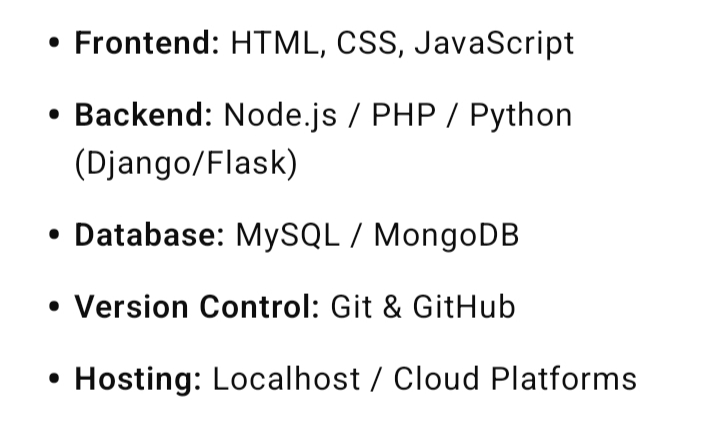 • Frontend: HTML, CSS, JavaScript
• Backend: Node.js / PHP / Python
(Django/Flask)
• Database: MySQL / MongoDB
• Version Control: Git & GitHub
• Hosting: Localhost / Cloud Platforms